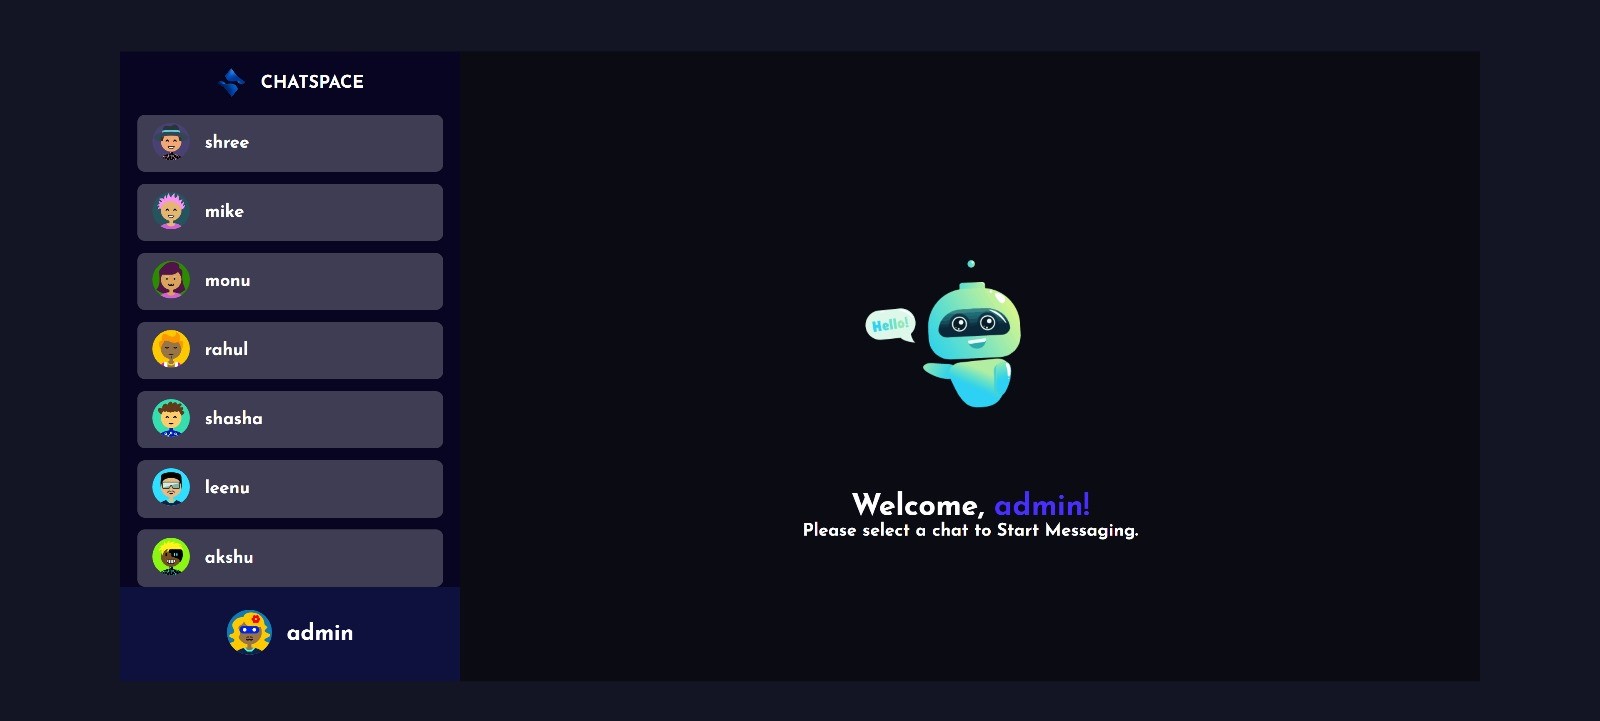 CHATSPACE
shree
mike
monu
rahul
shasha
leenu
akshu
admin
Hello!
Welcome, admin!
Please select a chat to Start Messaging.